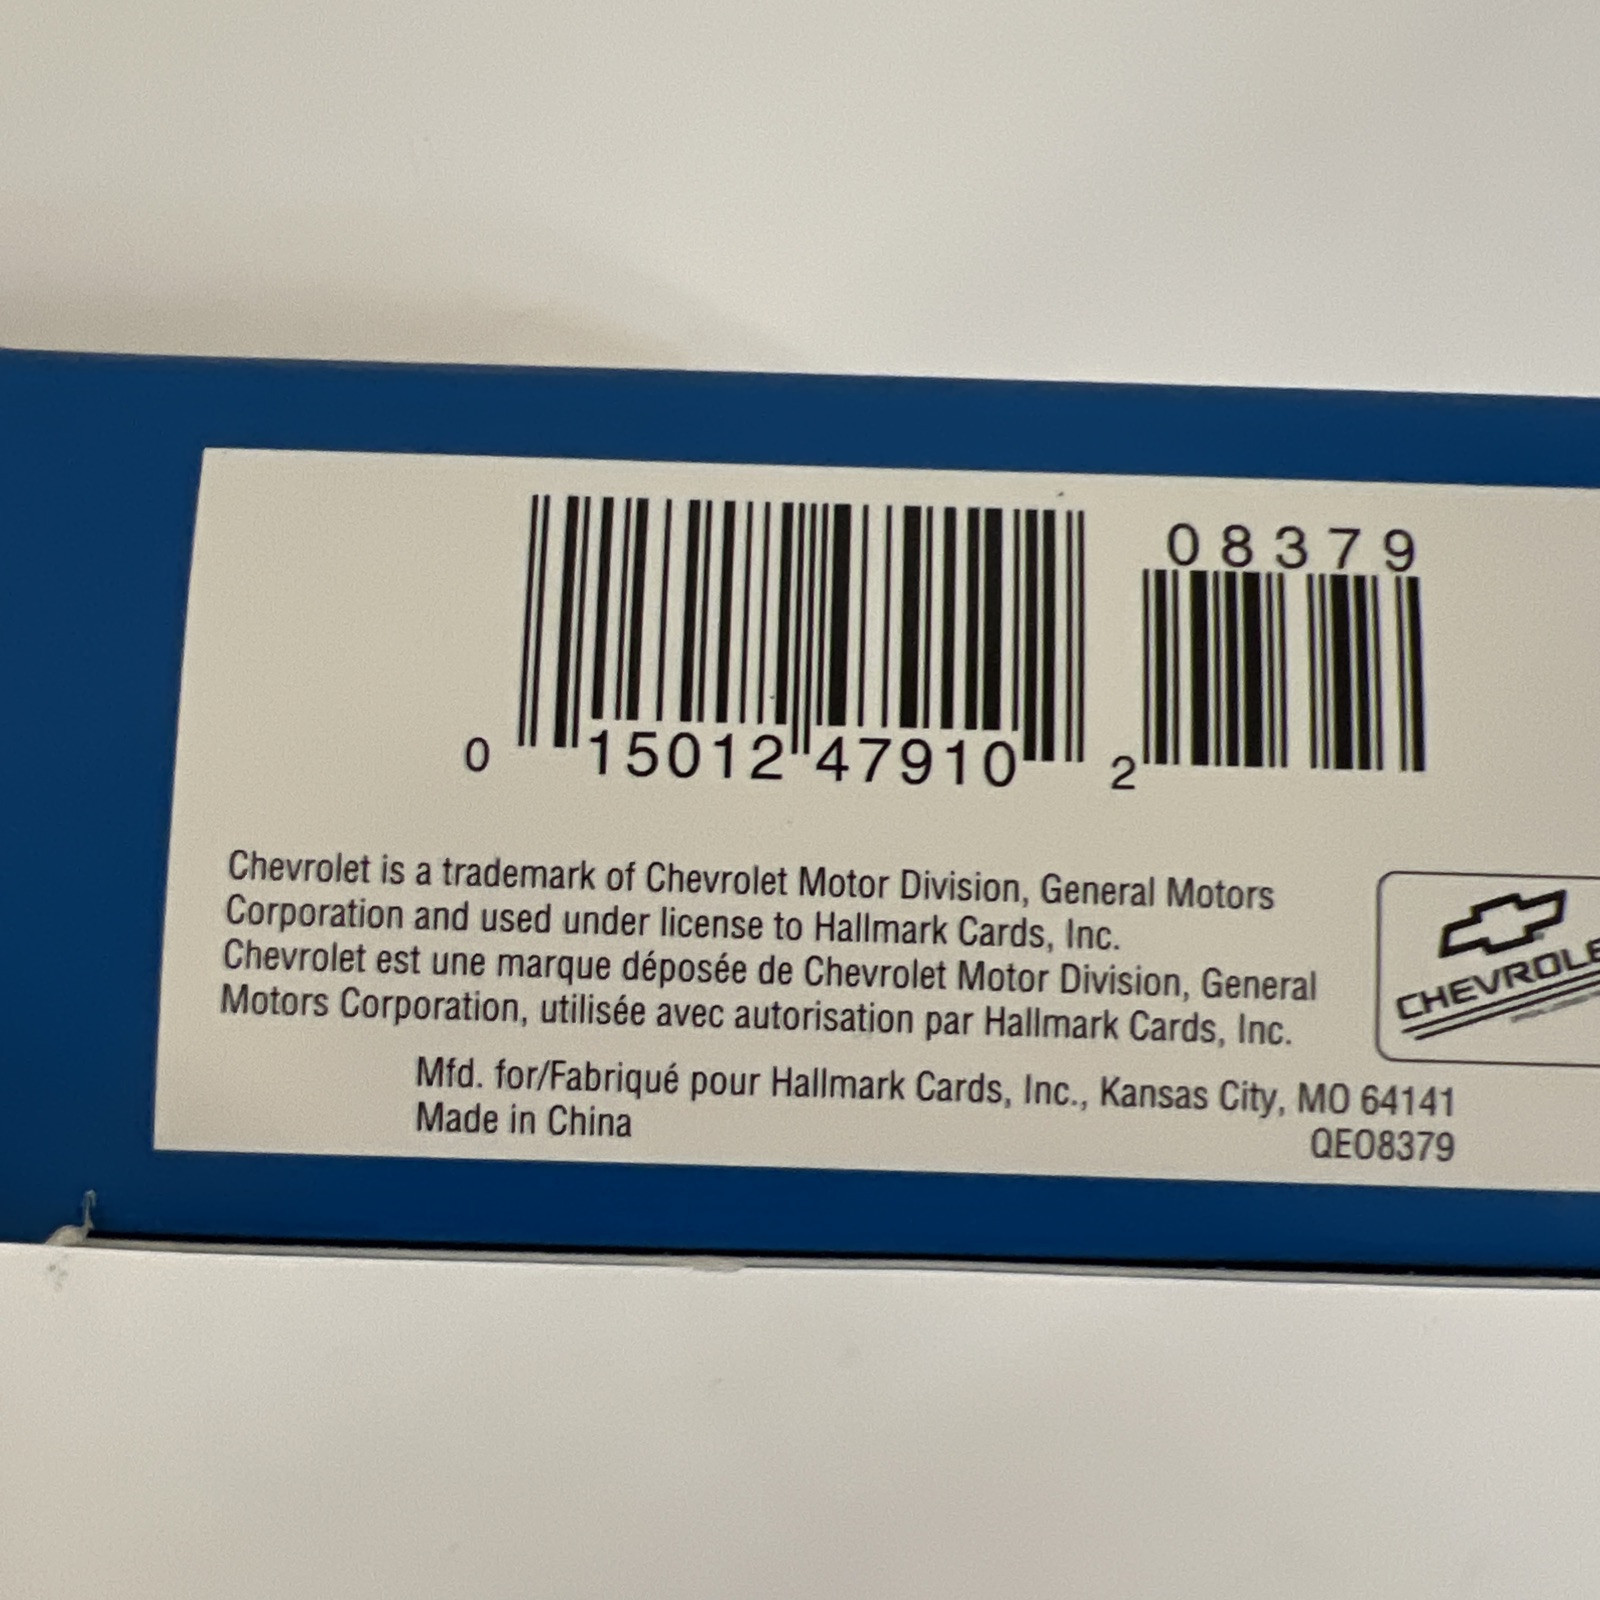 08379
0 15012 47910 2
Chevrolet is a trademark of Chevrolet Motor Division, General Motors
Corporation and used under license to Hallmark Cards, Inc.
Chevrolet est une marque déposée de Chevrolet Motor Division, General
Motors Corporation, utilisée avec autorisation par Hallmark Cards, Inc.
Mfd. for/Fabriqué pour Hallmark Cards, Inc., Kansas City, MO 64141
Made in China
QEO8379